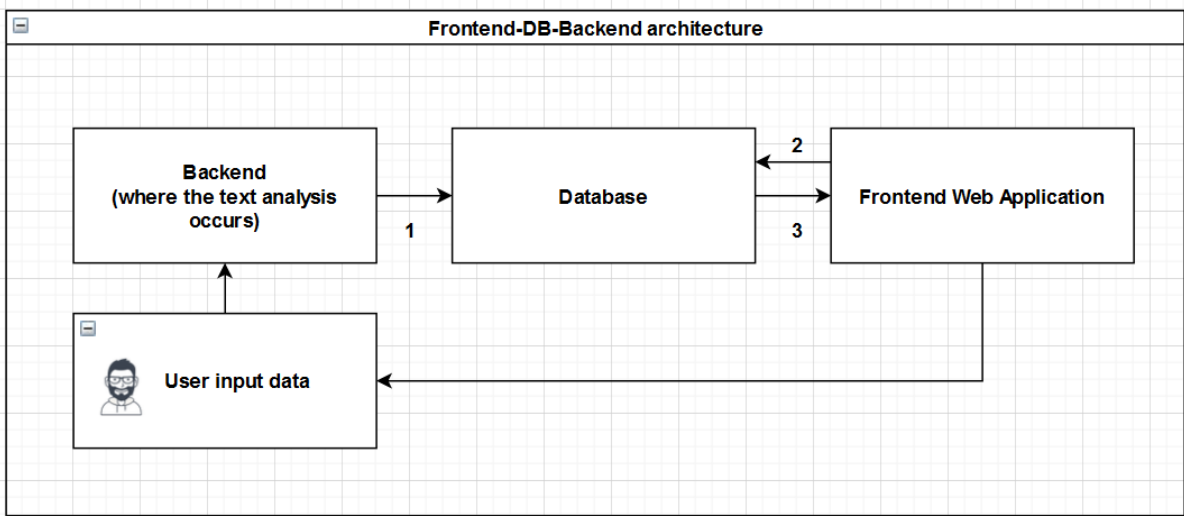 Frontend-DB-Backend architecture
Backend
(where the text analysis
occurs)
1
Database
2
3
Frontend Web Application
User input data